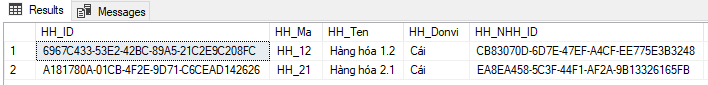 Results Messages
HH_ID HH_Ma HH_Ten HH_Donvi HH_NHH_ID
1 6967C433-53E2-42BC-89A5-21C2E9C208FC HH_12 Hàng hóa 1.2 Cái CB83070D-6D7E-47EF-A4CF-EE775E3B3248
2 A181780A-01CB-4F2E-9D71-C6CEAD142626 HH_21 Hàng hóa 2.1 Cái EA8EA458-5C3F-44F1-AF2A-9B13326165FB